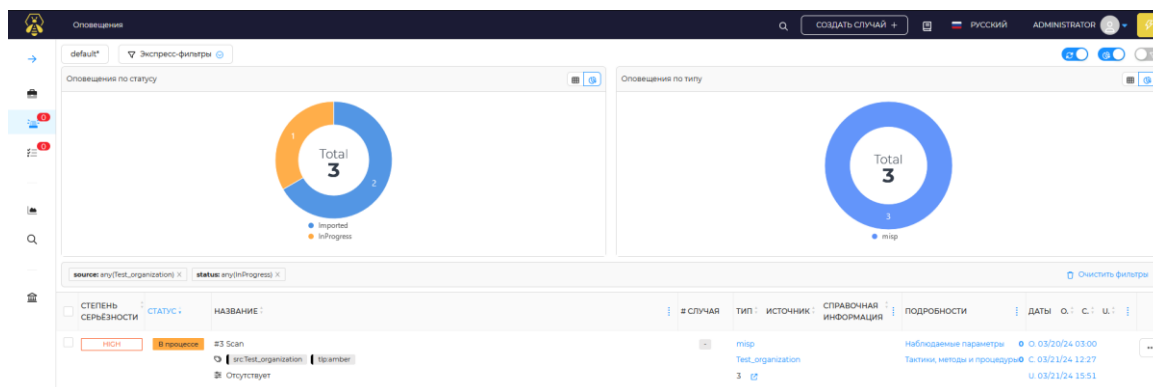 Оповещения СОЗДАТЬ СЛУЧАЙ + РУССКИЙ ADMINISTRATOR
default* Экспресс-фильтры
0
0
Оповещения по статусу
1
Total
3
2
Imported
InProgress
Оповещения по типу
Total
3
3
misp
source: any(Test_organization) × status: any(InProgress) × Очистить фильтры
СТЕПЕНЬ СЕРЬЁЗНОСТИ СТАТУС НАЗВАНИЕ # СЛУЧАЯ ТИП ИСТОЧНИК СПРАВОЧНАЯ ИНФОРМАЦИЯ ПОДРОБНОСТИ ДАТЫ O. C. U.
HIGH В процессе #3 Scan - misp Наблюдаемые параметры 0 O. 03/20/24 03:00
src:Test_organization tlp:amber Test_organization Тактики, методы и процедуры 0 C. 03/21/24 12:27
Отсутствует 3 U. 03/21/24 15:51